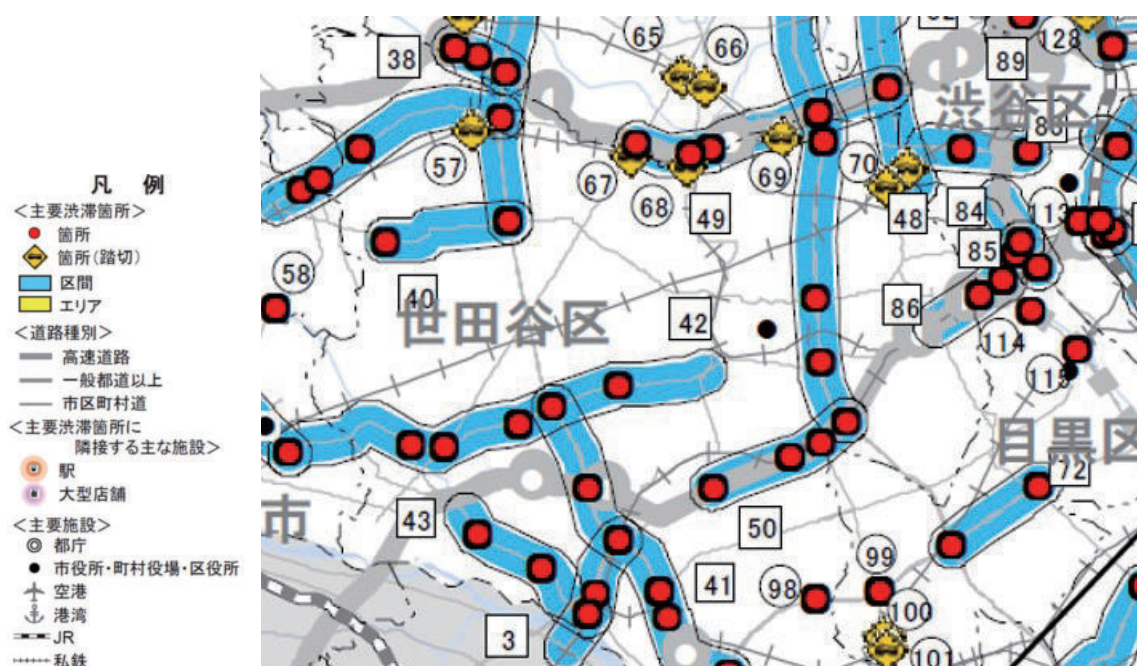 凡 例
<主要渋滞箇所>
箇所
箇所(踏切)
区間
エリア
<道路種別>
高速道路
一般都道以上
市区町村道
<主要渋滞箇所に
隣接する主な施設>
駅
大型店舗
<主要施設>
都庁
市役所・町村役場・区役所
空港
港湾
JR
私鉄
38
65
66
89
128
渋谷区
57
67
68
49
69
70
48
84
113
85
58
40
世田谷区
42
86
114
115
目黒区
72
市
43
50
41
3
98
99
100
101